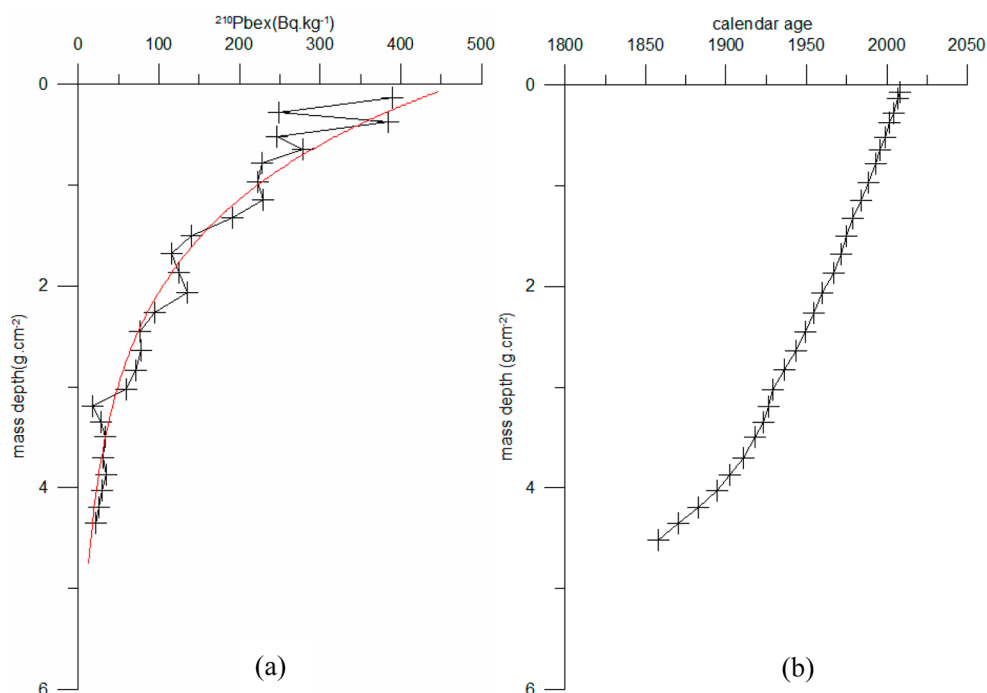 ²¹⁰Pbex(Bq.kg⁻¹)
0 100 200 300 400 500
0
2
4
6
mass depth(g.cm⁻²)
(a)
calendar age
1800 1850 1900 1950 2000 2050
0
2
4
6
mass depth (g.cm⁻²)
(b)